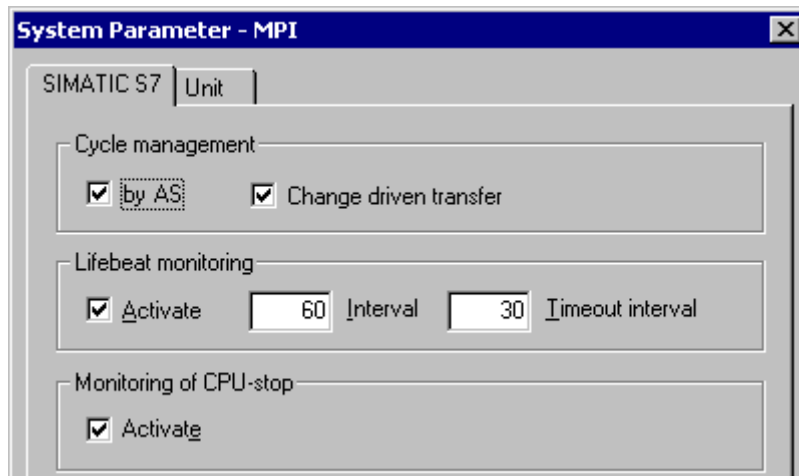 System Parameter - MPI
SIMATIC S7 Unit
Cycle management
by AS Change driven transfer
Lifebeat monitoring
Activate 60 Interval 30 Timeout interval
Monitoring of CPU-stop
Activate